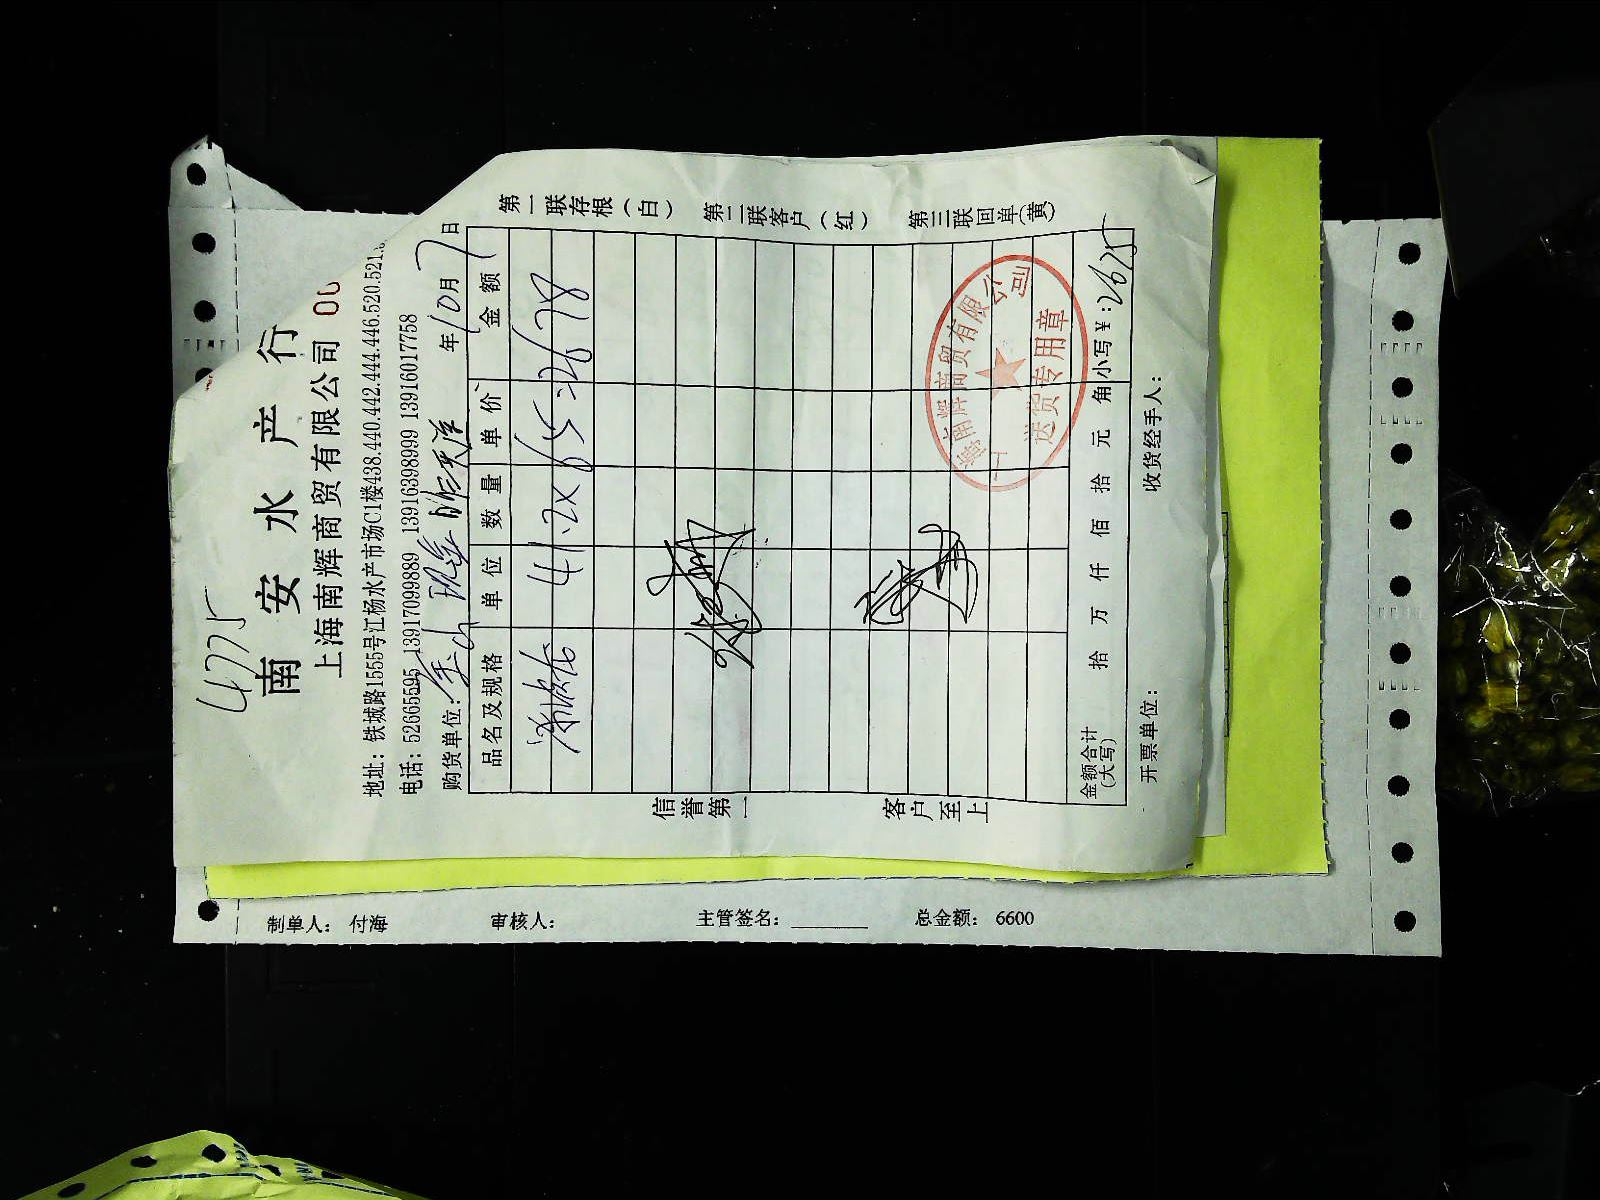 4775
南安水产行
上海南辉商贸有限公司 00
地址：铁城路1555号江杨水产市场C1楼438.440.442.444.446.520.521.
电话：52665595 13917099889 13916398999 13916017758
购货单位： 年10月7日
品名及规格 单位 数量 单价 金额
41.2×65=2678
金额合计（大写） 拾 万 仟 佰 拾 元 角 小写￥：2675
开票单位： 收货经手人：
第一联存根（白） 第二联客户（红） 第三联回单（黄）
信誉第一 客户至上
上海南辉商贸有限公司
送货专用章
制单人： 付海 审核人： 主管签名： 总金额： 6600